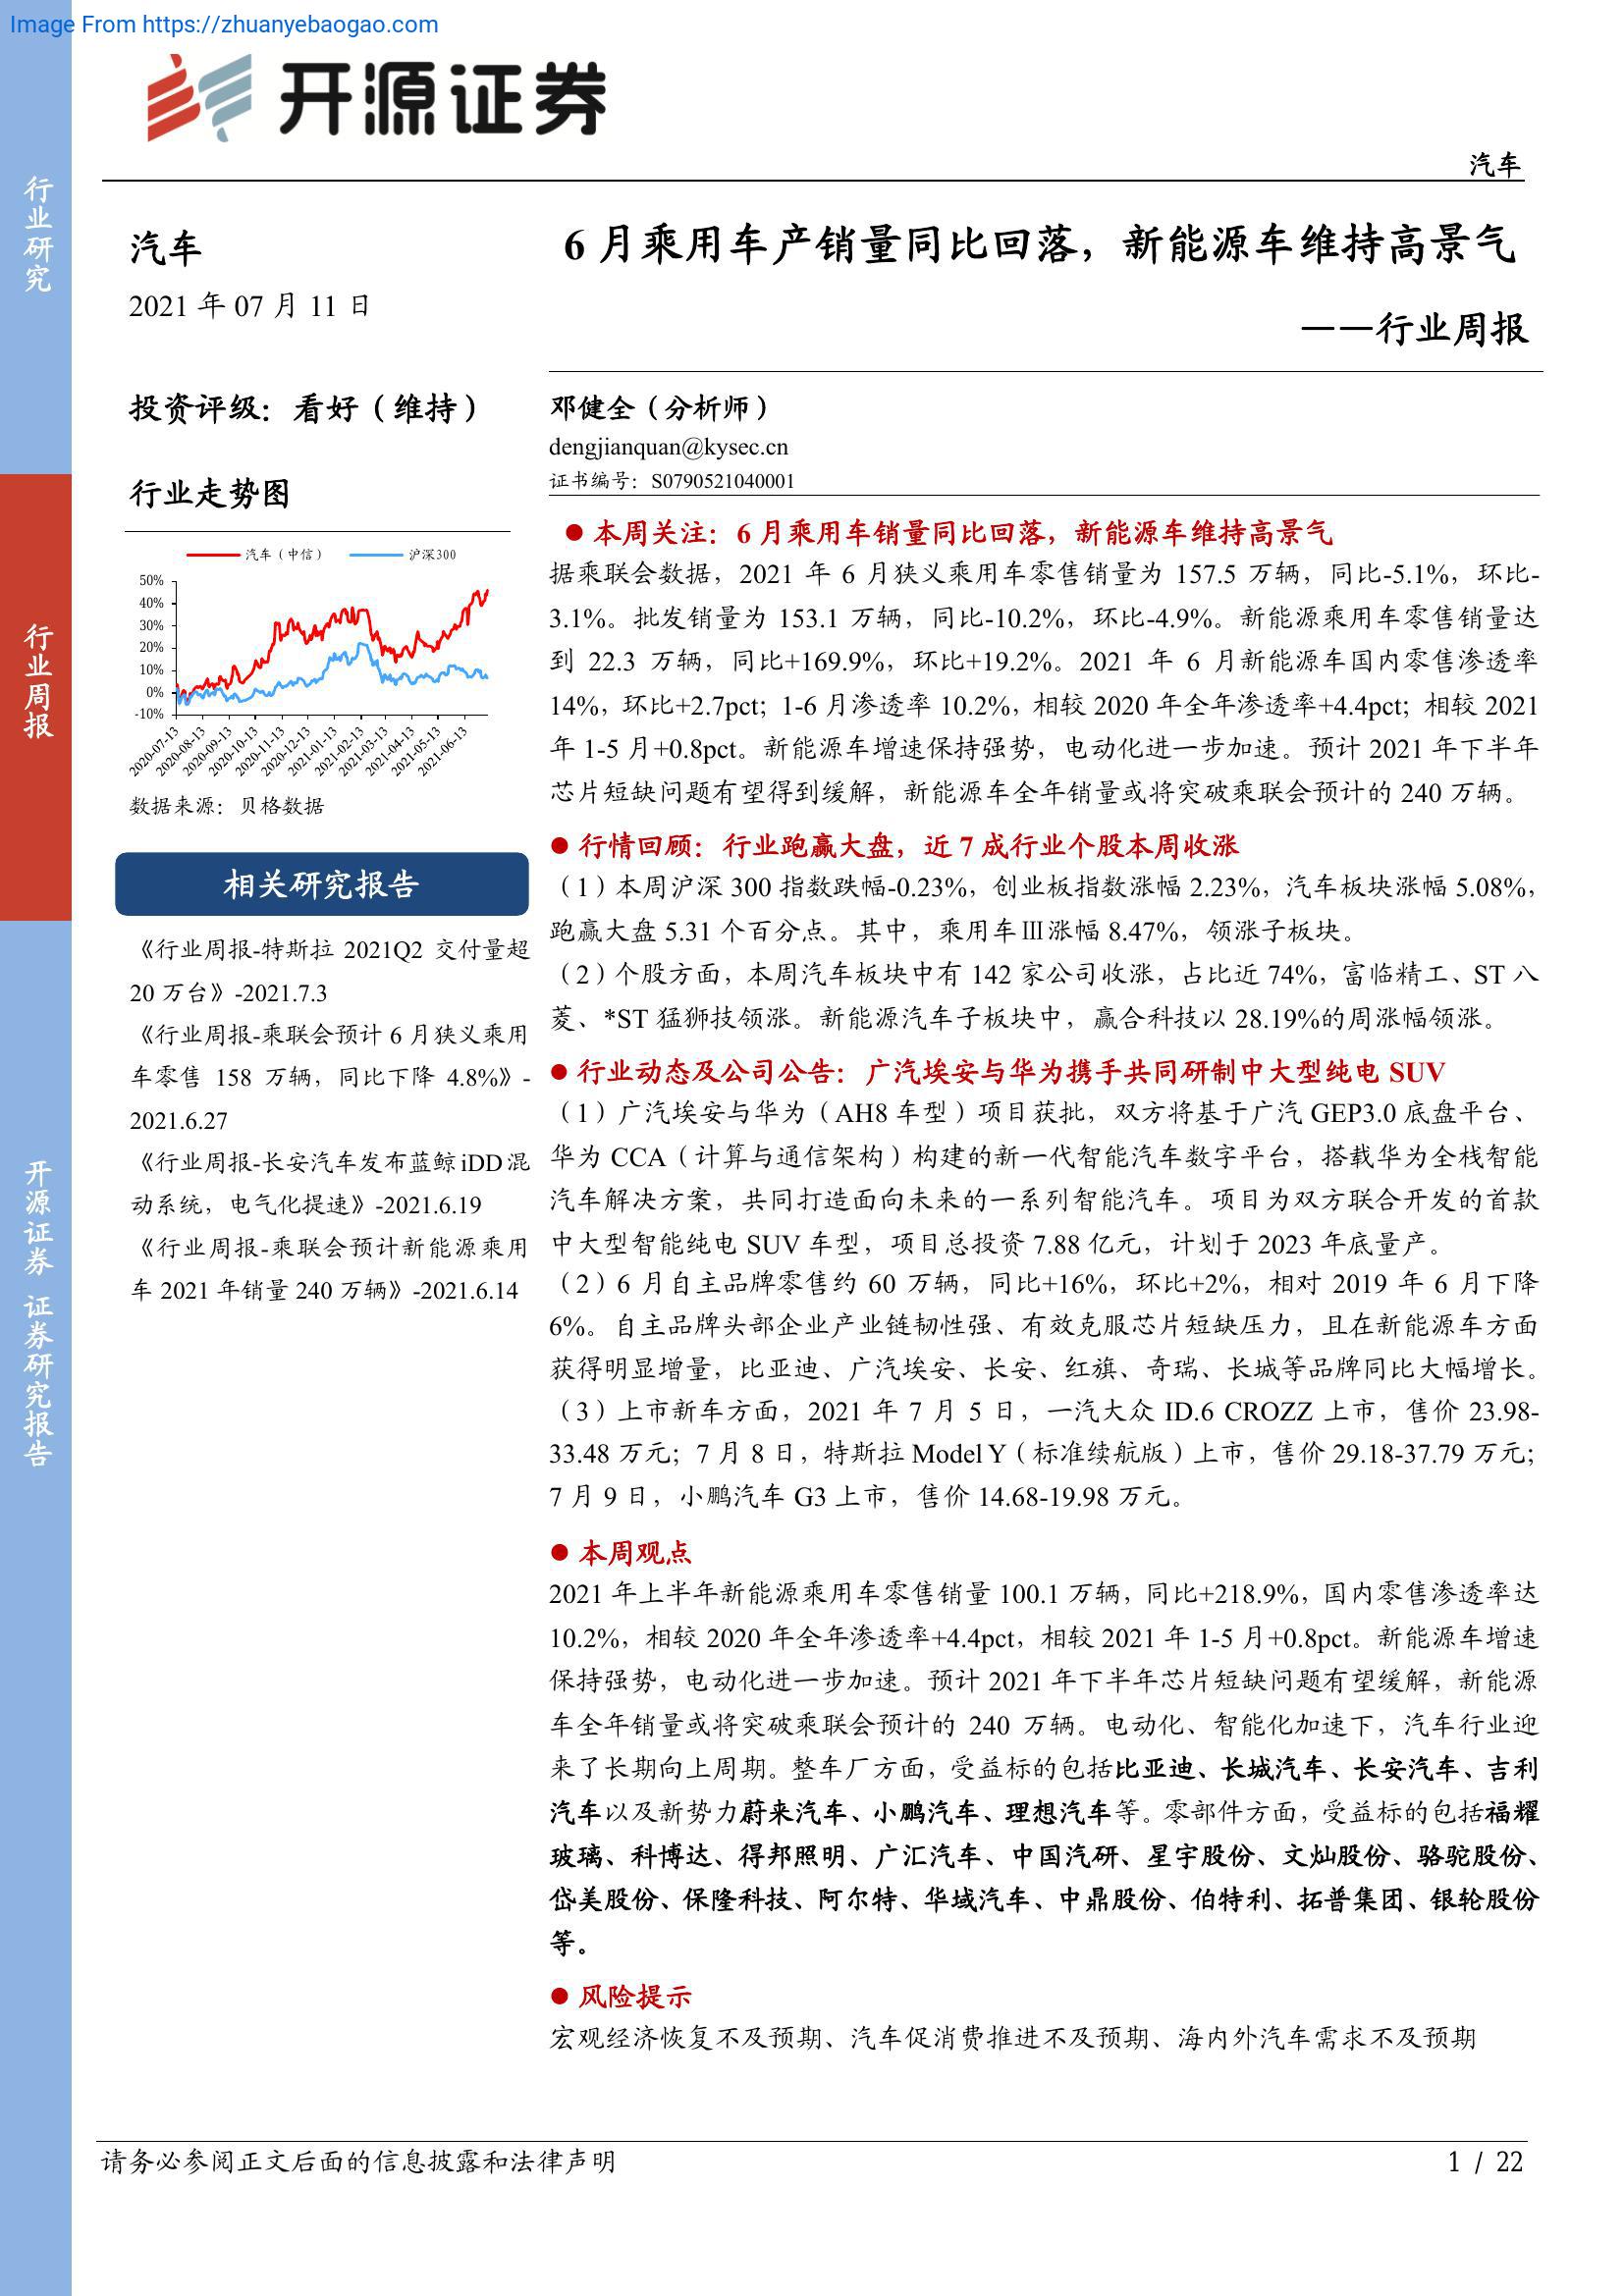 Image From https://zhuanyebaogao.com
开源证券
汽车
行业研究
行业周报
开源证券 证券研究报告
汽车
2021 年 07 月 11 日
投资评级：看好（维持）
行业走势图
汽车（中信）
沪深300
50%
40%
30%
20%
10%
0%
-10%
2020-07-13
2020-08-13
2020-09-13
2020-10-13
2020-11-13
2020-12-13
2021-01-13
2021-02-13
2021-03-13
2021-04-13
2021-05-13
2021-06-13
数据来源：贝格数据
相关研究报告
《行业周报-特斯拉 2021Q2 交付量超
20 万台》-2021.7.3
《行业周报-乘联会预计 6 月狭义乘用
车零售 158 万辆，同比下降 4.8%》-
2021.6.27
《行业周报-长安汽车发布蓝鲸iDD混
动系统，电气化提速》-2021.6.19
《行业周报-乘联会预计新能源乘用
车 2021 年销量 240 万辆》-2021.6.14
6 月乘用车产销量同比回落，新能源车维持高景气
——行业周报
邓健全（分析师）
dengjianquan@kysec.cn
证书编号：S0790521040001
● 本周关注：6 月乘用车销量同比回落，新能源车维持高景气
据乘联会数据，2021 年 6 月狭义乘用车零售销量为 157.5 万辆，同比-5.1%，环比-
3.1%。批发销量为 153.1 万辆，同比-10.2%，环比-4.9%。新能源乘用车零售销量达
到 22.3 万辆，同比+169.9%，环比+19.2%。2021 年 6 月新能源车国内零售渗透率
14%，环比+2.7pct；1-6 月渗透率 10.2%，相较 2020 年全年渗透率+4.4pct；相较 2021
年 1-5 月+0.8pct。新能源车增速保持强势，电动化进一步加速。预计 2021 年下半年
芯片短缺问题有望得到缓解，新能源车全年销量或将突破乘联会预计的 240 万辆。
● 行情回顾：行业跑赢大盘，近 7 成行业个股本周收涨
（1）本周沪深 300 指数跌幅-0.23%，创业板指数涨幅 2.23%，汽车板块涨幅 5.08%，
跑赢大盘 5.31 个百分点。其中，乘用车Ⅲ涨幅 8.47%，领涨子板块。
（2）个股方面，本周汽车板块中有 142 家公司收涨，占比近 74%，富临精工、ST 八
菱、*ST 猛狮技领涨。新能源汽车子板块中，赢合科技以 28.19%的周涨幅领涨。
● 行业动态及公司公告：广汽埃安与华为携手共同研制中大型纯电 SUV
（1）广汽埃安与华为（AH8 车型）项目获批，双方将基于广汽 GEP3.0 底盘平台、
华为 CCA（计算与通信架构）构建的新一代智能汽车数字平台，搭载华为全栈智能
汽车解决方案，共同打造面向未来的一系列智能汽车。项目为双方联合开发的首款
中大型智能纯电 SUV 车型，项目总投资 7.88 亿元，计划于 2023 年底量产。
（2）6 月自主品牌零售约 60 万辆，同比+16%，环比+2%，相对 2019 年 6 月下降
6%。自主品牌头部企业产业链韧性强、有效克服芯片短缺压力，且在新能源车方面
获得明显增量，比亚迪、广汽埃安、长安、红旗、奇瑞、长城等品牌同比大幅增长。
（3）上市新车方面，2021 年 7 月 5 日，一汽大众 ID.6 CROZZ 上市，售价 23.98-
33.48 万元；7 月 8 日，特斯拉 Model Y（标准续航版）上市，售价 29.18-37.79 万元；
7 月 9 日，小鹏汽车 G3 上市，售价 14.68-19.98 万元。
● 本周观点
2021 年上半年新能源乘用车零售销量 100.1 万辆，同比+218.9%，国内零售渗透率达
10.2%，相较 2020 年全年渗透率+4.4pct，相较 2021 年 1-5 月+0.8pct。新能源车增速
保持强势，电动化进一步加速。预计 2021 年下半年芯片短缺问题有望缓解，新能源
车全年销量或将突破乘联会预计的 240 万辆。电动化、智能化加速下，汽车行业迎
来了长期向上周期。整车厂方面，受益标的包括比亚迪、长城汽车、长安汽车、吉利
汽车以及新势力蔚来汽车、小鹏汽车、理想汽车等。零部件方面，受益标的包括福耀
玻璃、科博达、得邦照明、广汇汽车、中国汽研、星宇股份、文灿股份、骆驼股份、
岱美股份、保隆科技、阿尔特、华域汽车、中鼎股份、伯特利、拓普集团、银轮股份
等。
● 风险提示
宏观经济恢复不及预期、汽车促消费推进不及预期、海内外汽车需求不及预期
请务必参阅正文后面的信息披露和法律声明
1 / 22